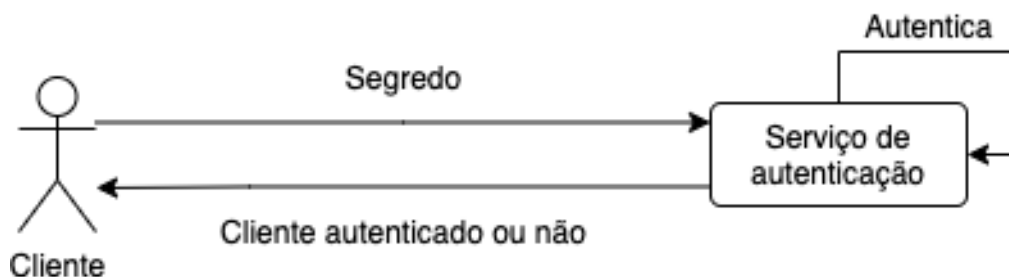 Autentica
Segredo
Serviço de
autenticação
Cliente autenticado ou não
Cliente